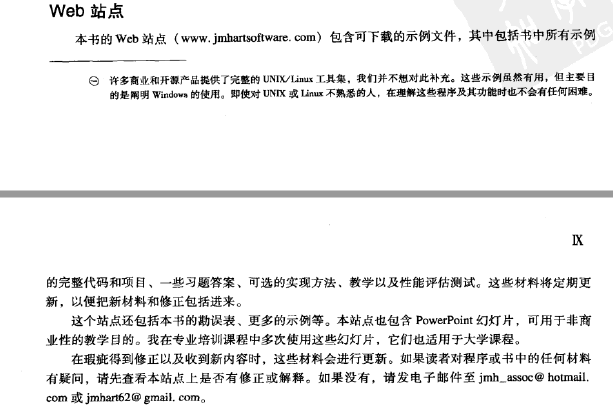 Web 站点
本书的 Web 站点（www.jmhartsoftware.com）包含可下载的示例文件，其中包括书中所有示例
㊀ 许多商业和开源产品提供了完整的 UNIX/Linux 工具集，我们并不想对此补充。这些示例虽然有用，但主要目
的是阐明 Windows 的使用。即使对 UNIX 或 Linux 不熟悉的人，在理解这些程序及其功能时也不会有任何困难。
Ⅸ
的完整代码和项目、一些习题答案、可选的实现方法、教学以及性能评估测试。这些材料将定期更
新，以便把新材料和修正包括进来。
这个站点还包括本书的勘误表、更多的示例等。本站点也包含 PowerPoint 幻灯片，可用于非商
业性的教学目的。我在专业培训课程中多次使用这些幻灯片，它们也适用于大学课程。
在瑕疵得到修正以及收到新内容时，这些材料会进行更新。如果读者对程序或书中的任何材料
有疑问，请先查看本站点上是否有修正或解释。如果没有，请发电子邮件至 jmh_assoc@hotmail.
com 或 jmhart62@gmail.com。